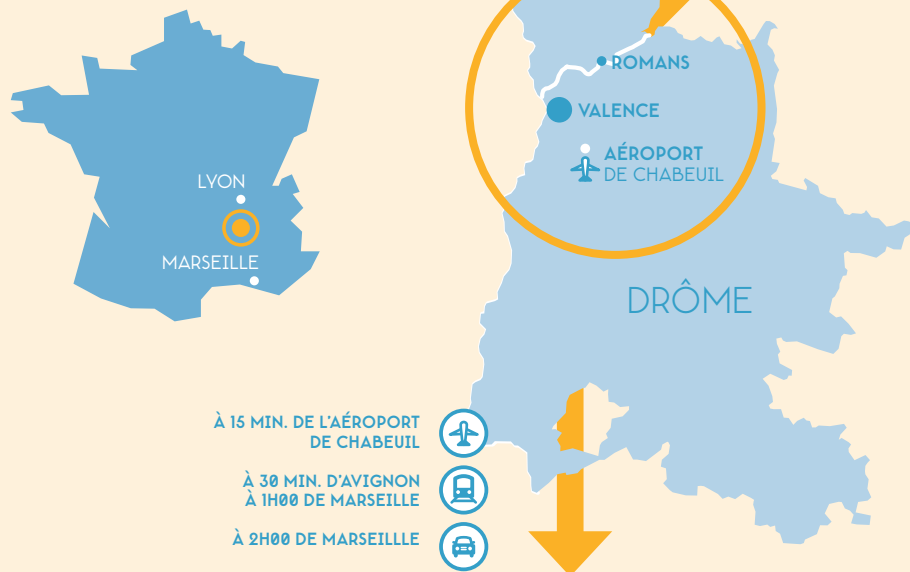 LYON
MARSEILLE
ROMANS
VALENCE
AÉROPORT
DE CHABEUIL
DRÔME
À 15 MIN. DE L'AÉROPORT
DE CHABEUIL
À 30 MIN. D'AVIGNON
À 1H00 DE MARSEILLE
À 2H00 DE MARSEILLLE